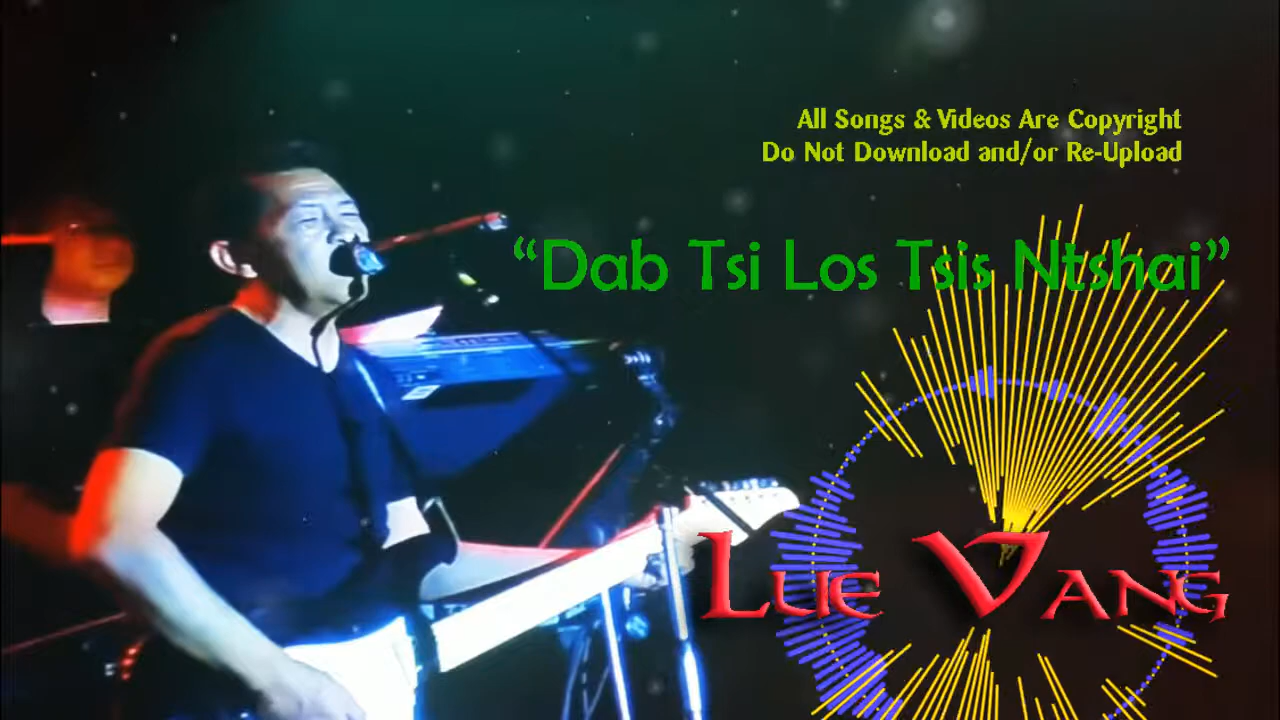 All Songs & Videos Are Copyright
Do Not Download and/or Re-Upload
“Dab Tsi Los Tsis Ntshai”
Lue Vang